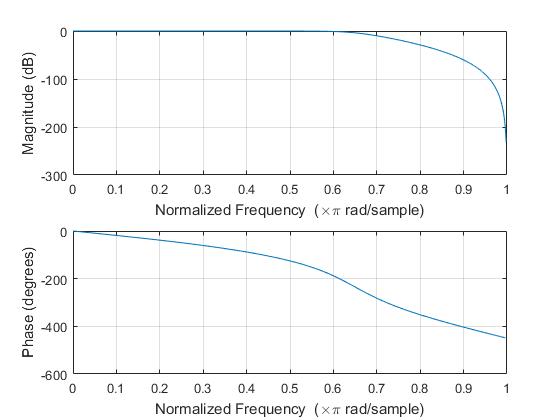 0
-100
-200
-300
Magnitude (dB)
0 0.1 0.2 0.3 0.4 0.5 0.6 0.7 0.8 0.9 1
Normalized Frequency (×π rad/sample)
0
-200
-400
-600
Phase (degrees)
0 0.1 0.2 0.3 0.4 0.5 0.6 0.7 0.8 0.9 1
Normalized Frequency (×π rad/sample)